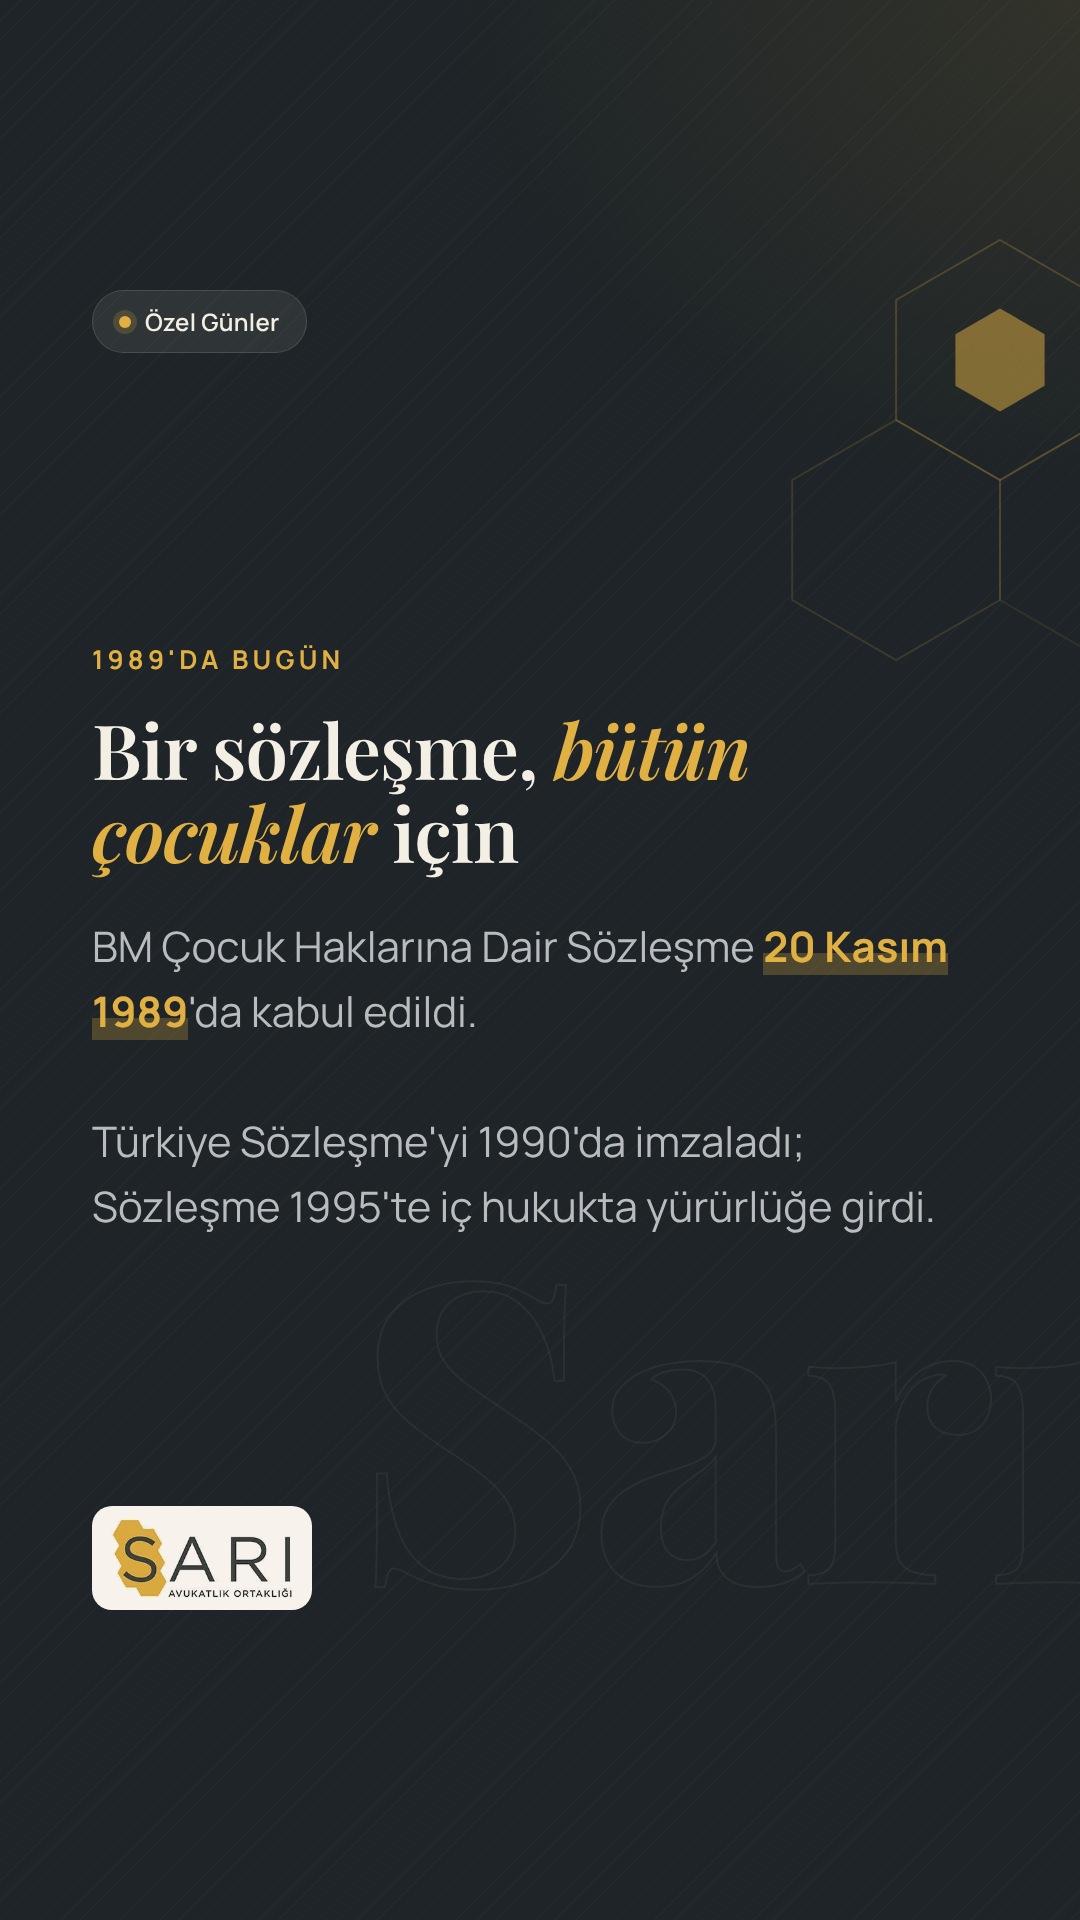 Özel Günler
1989'DA BUGÜN
Bir sözleşme, bütün
çocuklar için
BM Çocuk Haklarına Dair Sözleşme 20 Kasım
1989'da kabul edildi.
Türkiye Sözleşme'yi 1990'da imzaladı;
Sözleşme 1995'te iç hukukta yürürlüğe girdi.
Sarı
SARI
AVUKATLIK ORTAKLIĞI